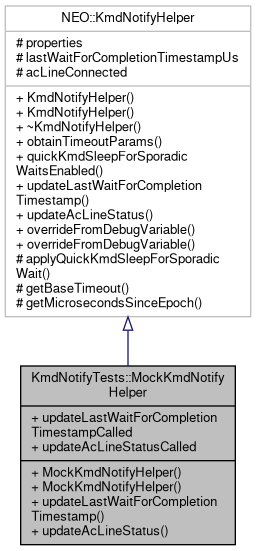 NEO::KmdNotifyHelper
# properties
# lastWaitForCompletionTimestampUs
# acLineConnected
+ KmdNotifyHelper()
+ KmdNotifyHelper()
+ ~KmdNotifyHelper()
+ obtainTimeoutParams()
+ quickKmdSleepForSporadic
WaitsEnabled()
+ updateLastWaitForCompletion
Timestamp()
+ updateAcLineStatus()
+ overrideFromDebugVariable()
+ overrideFromDebugVariable()
# applyQuickKmdSleepForSporadic
Wait()
# getBaseTimeout()
# getMicrosecondsSinceEpoch()
KmdNotifyTests::MockKmdNotify
Helper
+ updateLastWaitForCompletion
TimestampCalled
+ updateAcLineStatusCalled
+ MockKmdNotifyHelper()
+ MockKmdNotifyHelper()
+ updateLastWaitForCompletion
Timestamp()
+ updateAcLineStatus()